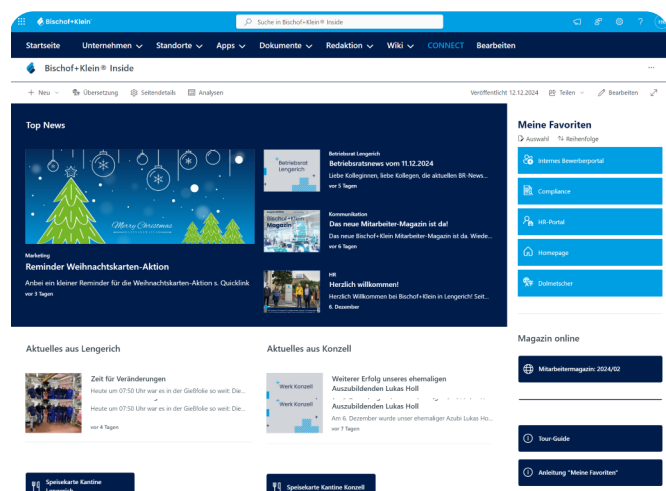 Bischof+Klein
Suche in Bischof+Klein® Inside
Startseite Unternehmen Standorte Apps Dokumente Redaktion Wiki CONNECT Bearbeiten
Bischof+Klein® Inside
+ Neu Übersetzung Seitendetails Analysen Veröffentlicht 12.12.2024 Teilen Bearbeiten
Top News
Merry Christmas
Marketing
Reminder Weihnachtskarten-Aktion
Anbei ein kleiner Reminder für die Weihnachtskarten-Aktion s. Quicklink
vor 3 Tagen
Betriebsrat
Lengerich
Betriebsrat Lengerich
Betriebsratsnews vom 11.12.2024
Liebe Kolleginnen, liebe Kollegen, die aktuellen BR-News...
vor 5 Tagen
Bischof+Klein
Magazin
Kommunikation
Das neue Mitarbeiter-Magazin ist da!
Das neue Bischof+Klein Mitarbeiter-Magazin ist da. Wiede...
vor 6 Tagen
HR
Herzlich willkommen!
Herzlich Willkommen bei Bischof+Klein in Lengerich! Seit...
6. Dezember
Meine Favoriten
Auswahl Reihenfolge
Internes Bewerberportal
Compliance
HR-Portal
Homepage
Dolmetscher
Aktuelles aus Lengerich
Zeit für Veränderungen
Heute um 07:50 Uhr war es in der Gießfolie so weit: Die...
Heute um 07:50 Uhr war es in der Gießfolie so weit: Die...
vor 4 Tagen
Speisekarte Kantine
Aktuelles aus Konzell
Werk Konzell
Werk Konzell
Weiterer Erfolg unseres ehemaligen
Auszubildenden Lukas Holl
Auszubildenden Lukas Holl
Am 6. Dezember wurde unser ehemaliger Azubi Lukas Ho...
vor 7 Tagen
Speisekarte Kantine Konzell
Magazin online
Mitarbeitermagazin: 2024/02
Tour-Guide
Anleitung "Meine Favoriten"